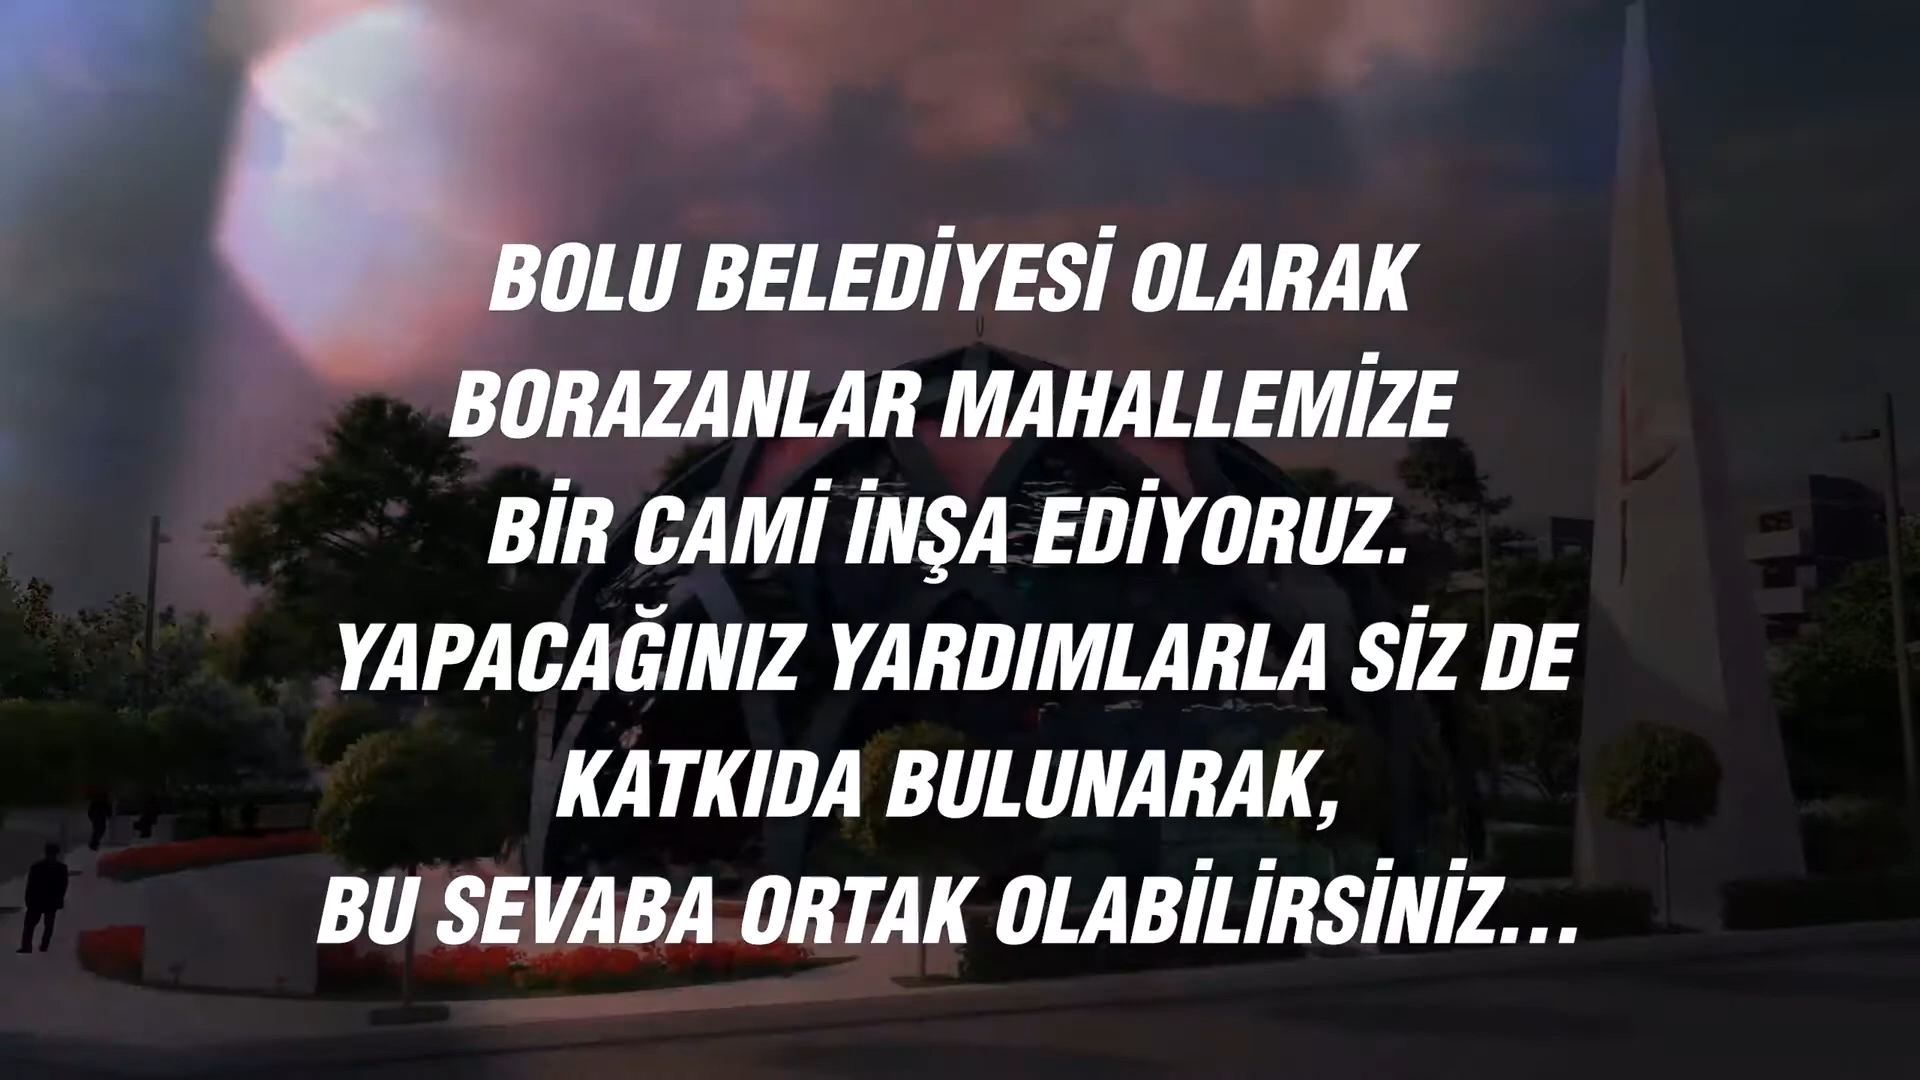 BOLU BELEDİYESİ OLARAK
BORAZANLAR MAHALLEMİZE
BİR CAMİ İNŞA EDİYORUZ.
YAPACAĞINIZ YARDIMLARLA SİZ DE
KATKIDA BULUNARAK,
BU SEVABA ORTAK OLABİLİRSİNİZ...